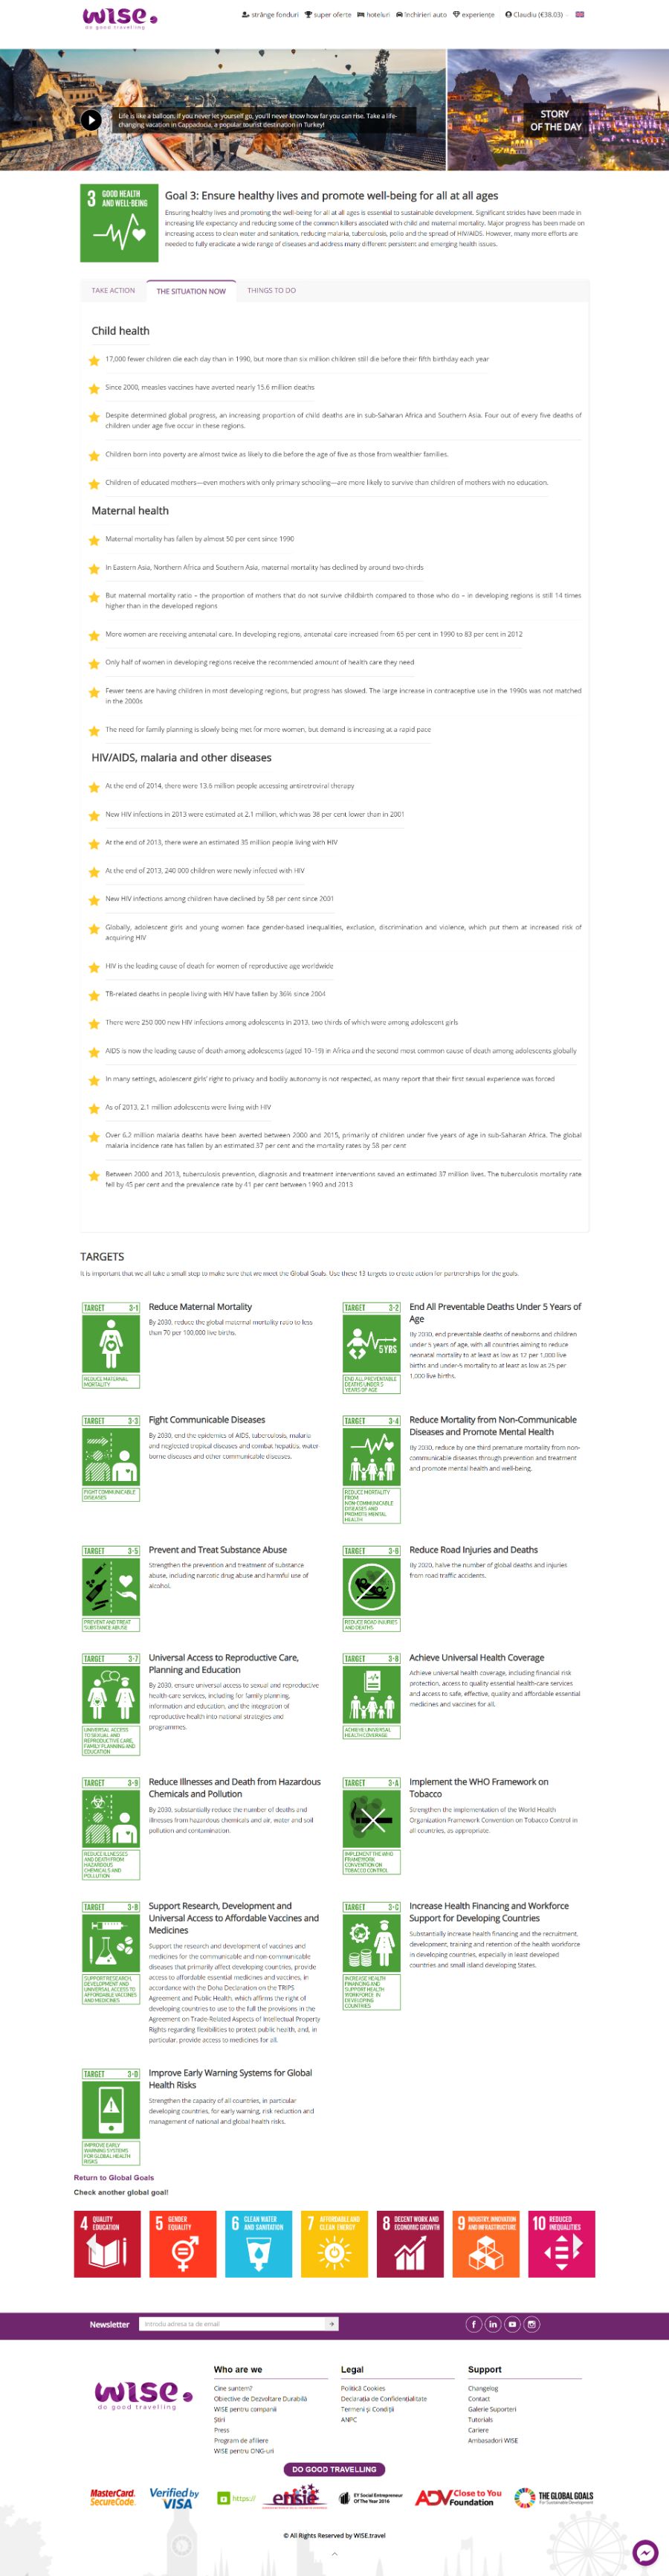 wise.
do good travelling
strânge fonduri super oferte hoteluri închirieri auto experiențe Claudiu (€38.03)
Life is like a balloon. If you never let yourself go, you'll never know how far you can rise. Take a life-
changing vacation in Cappadocia, a popular tourist destination in Turkey!
STORY
OF THE DAY
3 GOOD HEALTH
AND WELL-BEING
Goal 3: Ensure healthy lives and promote well-being for all at all ages
Ensuring healthy lives and promoting the well-being for all at all ages is essential to sustainable development. Significant strides have been made in
increasing life expectancy and reducing some of the common killers associated with child and maternal mortality. Major progress has been made on
increasing access to clean water and sanitation, reducing malaria, tuberculosis, polio and the spread of HIV/AIDS. However, many more efforts are
needed to fully eradicate a wide range of diseases and address many different persistent and emerging health issues.
TAKE ACTION THE SITUATION NOW THINGS TO DO
Child health
17,000 fewer children die each day than in 1990, but more than six million children still die before their fifth birthday each year
Since 2000, measles vaccines have averted nearly 15.6 million deaths
Despite determined global progress, an increasing proportion of child deaths are in sub-Saharan Africa and Southern Asia. Four out of every five deaths of
children under age five occur in these regions.
Children born into poverty are almost twice as likely to die before the age of five as those from wealthier families.
Children of educated mothers—even mothers with only primary schooling—are more likely to survive than children of mothers with no education.
Maternal health
Maternal mortality has fallen by almost 50 per cent since 1990
In Eastern Asia, Northern Africa and Southern Asia, maternal mortality has declined by around two-thirds
But maternal mortality ratio – the proportion of mothers that do not survive childbirth compared to those who do – in developing regions is still 14 times
higher than in the developed regions
More women are receiving antenatal care. In developing regions, antenatal care increased from 65 per cent in 1990 to 83 per cent in 2012
Only half of women in developing regions receive the recommended amount of health care they need
Fewer teens are having children in most developing regions, but progress has slowed. The large increase in contraceptive use in the 1990s was not matched
in the 2000s
The need for family planning is slowly being met for more women, but demand is increasing at a rapid pace
HIV/AIDS, malaria and other diseases
At the end of 2014, there were 13.6 million people accessing antiretroviral therapy
New HIV infections in 2013 were estimated at 2.1 million, which was 38 per cent lower than in 2001
At the end of 2013, there were an estimated 35 million people living with HIV
At the end of 2013, 240 000 children were newly infected with HIV
New HIV infections among children have declined by 58 per cent since 2001
Globally, adolescent girls and young women face gender-based inequalities, exclusion, discrimination and violence, which put them at increased risk of
acquiring HIV
HIV is the leading cause of death for women of reproductive age worldwide
TB-related deaths in people living with HIV have fallen by 36% since 2004
There were 250 000 new HIV infections among adolescents in 2013, two thirds of which were among adolescent girls
AIDS is now the leading cause of death among adolescents (aged 10–19) in Africa and the second most common cause of death among adolescents globally
In many settings, adolescent girls' right to privacy and bodily autonomy is not respected, as many report that their first sexual experience was forced
As of 2013, 2.1 million adolescents were living with HIV
Over 6.2 million malaria deaths have been averted between 2000 and 2015, primarily of children under five years of age in sub-Saharan Africa. The global
malaria incidence rate has fallen by an estimated 37 per cent and the mortality rates by 58 per cent
Between 2000 and 2013, tuberculosis prevention, diagnosis and treatment interventions saved an estimated 37 million lives. The tuberculosis mortality rate
fell by 45 per cent and the prevalence rate by 41 per cent between 1990 and 2013
TARGETS
It is important that we all take a small step to make sure that we meet the Global Goals. Use these 13 targets to create action for partnerships for the goals.
TARGET 3-1
REDUCE MATERNAL
MORTALITY
Reduce Maternal Mortality
By 2030, reduce the global maternal mortality ratio to less
than 70 per 100,000 live births.
TARGET 3-2
5 YRS
END ALL PREVENTABLE
DEATHS UNDER 5
YEARS OF AGE
End All Preventable Deaths Under 5 Years of
Age
By 2030, end preventable deaths of newborns and children
under 5 years of age, with all countries aiming to reduce
neonatal mortality to at least as low as 12 per 1,000 live
births and under-5 mortality to at least as low as 25 per
1,000 live births.
TARGET 3-3
FIGHT COMMUNICABLE
DISEASES
Fight Communicable Diseases
By 2030, end the epidemics of AIDS, tuberculosis, malaria
and neglected tropical diseases and combat hepatitis, water-
borne diseases and other communicable diseases.
TARGET 3-4
REDUCE MORTALITY
FROM
NON-COMMUNICABLE
DISEASES AND
PROMOTE MENTAL
HEALTH
Reduce Mortality from Non-Communicable
Diseases and Promote Mental Health
By 2030, reduce by one third premature mortality from non-
communicable diseases through prevention and treatment
and promote mental health and well-being.
TARGET 3-5
PREVENT AND TREAT
SUBSTANCE ABUSE
Prevent and Treat Substance Abuse
Strengthen the prevention and treatment of substance
abuse, including narcotic drug abuse and harmful use of
alcohol.
TARGET 3-6
REDUCE ROAD INJURIES
AND DEATHS
Reduce Road Injuries and Deaths
By 2020, halve the number of global deaths and injuries
from road traffic accidents.
TARGET 3-7
UNIVERSAL ACCESS
TO SEXUAL AND
REPRODUCTIVE CARE,
FAMILY PLANNING AND
EDUCATION
Universal Access to Reproductive Care,
Planning and Education
By 2030, ensure universal access to sexual and reproductive
health-care services, including for family planning,
information and education, and the integration of
reproductive health into national strategies and
programmes.
TARGET 3-8
ACHIEVE UNIVERSAL
HEALTH COVERAGE
Achieve Universal Health Coverage
Achieve universal health coverage, including financial risk
protection, access to quality essential health-care services
and access to safe, effective, quality and affordable essential
medicines and vaccines for all.
TARGET 3-9
REDUCE ILLNESSES
AND DEATH FROM
HAZARDOUS
CHEMICALS AND
POLLUTION
Reduce Illnesses and Death from Hazardous
Chemicals and Pollution
By 2030, substantially reduce the number of deaths and
illnesses from hazardous chemicals and air, water and soil
pollution and contamination.
TARGET 3-A
IMPLEMENT THE WHO
FRAMEWORK
CONVENTION ON
TOBACCO CONTROL
Implement the WHO Framework on
Tobacco
Strengthen the implementation of the World Health
Organization Framework Convention on Tobacco Control in
all countries, as appropriate.
TARGET 3-B
SUPPORT RESEARCH,
DEVELOPMENT AND
UNIVERSAL ACCESS TO
AFFORDABLE VACCINES
AND MEDICINES
Support Research, Development and
Universal Access to Affordable Vaccines and
Medicines
Support the research and development of vaccines and
medicines for the communicable and non-communicable
diseases that primarily affect developing countries, provide
access to affordable essential medicines and vaccines, in
accordance with the Doha Declaration on the TRIPS
Agreement and Public Health, which affirms the right of
developing countries to use to the full the provisions in the
Agreement on Trade-Related Aspects of Intellectual Property
Rights regarding flexibilities to protect public health, and, in
particular, provide access to medicines for all.
TARGET 3-C
INCREASE HEALTH
FINANCING AND
SUPPORT HEALTH
WORKFORCE IN
DEVELOPING
COUNTRIES
Increase Health Financing and Workforce
Support for Developing Countries
Substantially increase health financing and the recruitment,
development, training and retention of the health workforce
in developing countries, especially in least developed
countries and small island developing States.
TARGET 3-D
IMPROVE EARLY
WARNING SYSTEMS
FOR GLOBAL HEALTH
RISKS
Improve Early Warning Systems for Global
Health Risks
Strengthen the capacity of all countries, in particular
developing countries, for early warning, risk reduction and
management of national and global health risks.
Return to Global Goals
Check another global goal!
4 QUALITY
EDUCATION
5 GENDER
EQUALITY
6 CLEAN WATER
AND SANITATION
7 AFFORDABLE AND
CLEAN ENERGY
8 DECENT WORK AND
ECONOMIC GROWTH
9 INDUSTRY, INNOVATION
AND INFRASTRUCTURE
10 REDUCED
INEQUALITIES
Newsletter Introdu adresa ta de email
wise.
do good travelling
Who are we
Cine suntem?
Obiective de Dezvoltare Durabilă
WISE pentru companii
Știri
Press
Program de afiliere
WISE pentru ONG-uri
Legal
Politică Cookies
Declarația de Confidențialitate
Termeni și Condiții
ANPC
Support
Changelog
Contact
Galerie Suporteri
Tutoriale
Cariere
Ambasadori WISE
DO GOOD TRAVELLING
MasterCard.
SecureCode.
Verified by
VISA
https://
ensie
EY Social Entrepreneur
Of The Year 2016
ADV Close to You
Foundation
THE GLOBAL GOALS
For Sustainable Development
© All Rights Reserved by WISE.travel